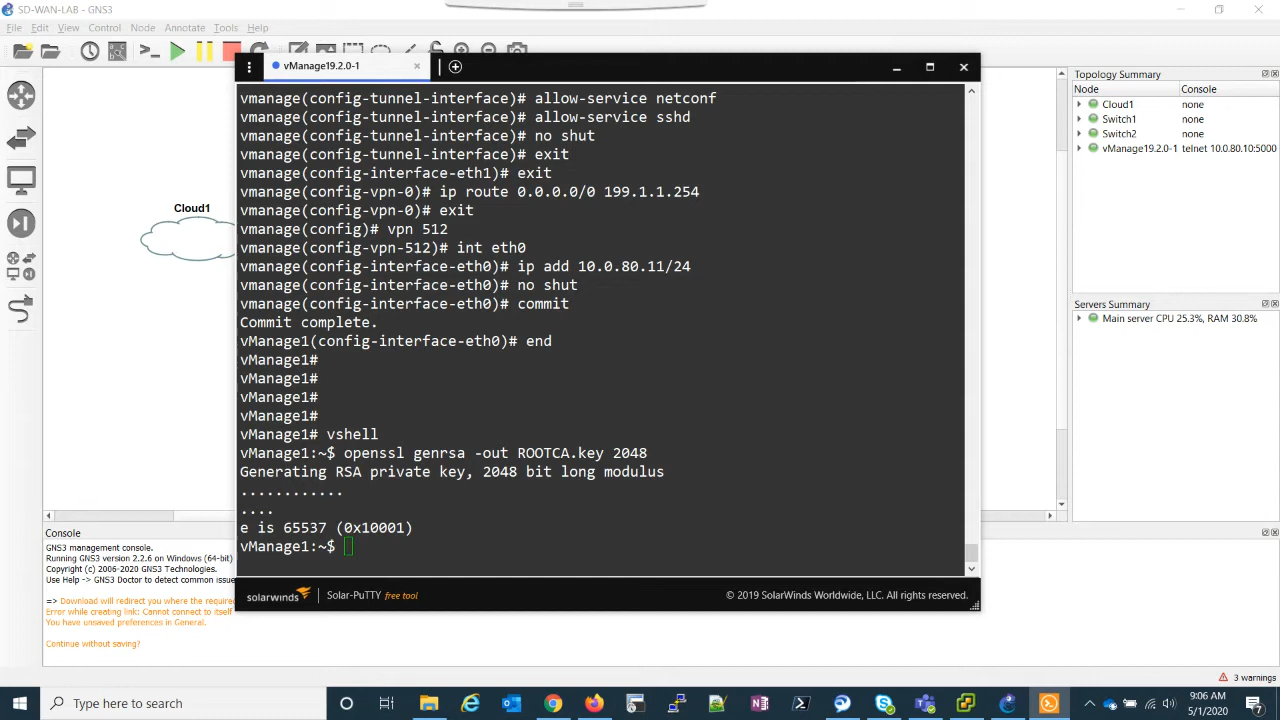 SD-WAN-LAB - GNS3
File Edit View Control Node Annotate Tools Help
vManage19.2.0-1
vmanage(config-tunnel-interface)# allow-service netconf
vmanage(config-tunnel-interface)# allow-service sshd
vmanage(config-tunnel-interface)# no shut
vmanage(config-tunnel-interface)# exit
vmanage(config-interface-eth1)# exit
vmanage(config-vpn-0)# ip route 0.0.0.0/0 199.1.1.254
vmanage(config-vpn-0)# exit
vmanage(config)# vpn 512
vmanage(config-vpn-512)# int eth0
vmanage(config-interface-eth0)# ip add 10.0.80.11/24
vmanage(config-interface-eth0)# no shut
vmanage(config-interface-eth0)# commit
Commit complete.
vManage1(config-interface-eth0)# end
vManage1#
vManage1#
vManage1#
vManage1#
vManage1# vshell
vManage1:~$ openssl genrsa -out ROOTCA.key 2048
Generating RSA private key, 2048 bit long modulus
............
....
e is 65537 (0x10001)
vManage1:~$
solarwinds Solar-PuTTY free tool © 2019 SolarWinds Worldwide, LLC. All rights reserved.
Cloud1
Topology Summary
Node Console
Cloud1 none
Switch1 none
Switch2 none
vManage19.2.0-1 telnet 10.0.80.10:5000
Servers Summary
Main server CPU 25.3%, RAM 30.8%
Console
GNS3 management console.
Running GNS3 version 2.2.6 on Windows (64-bit)
Copyright (c) 2006-2020 GNS3 Technologies.
Use Help -> GNS3 Doctor to detect common issue
=> Download will redirect you where the required
Error while creating link: Cannot connect to itself
You have unsaved preferences in General.
Continue without saving?
3 warnings
Type here to search
9:06 AM
5/1/2020